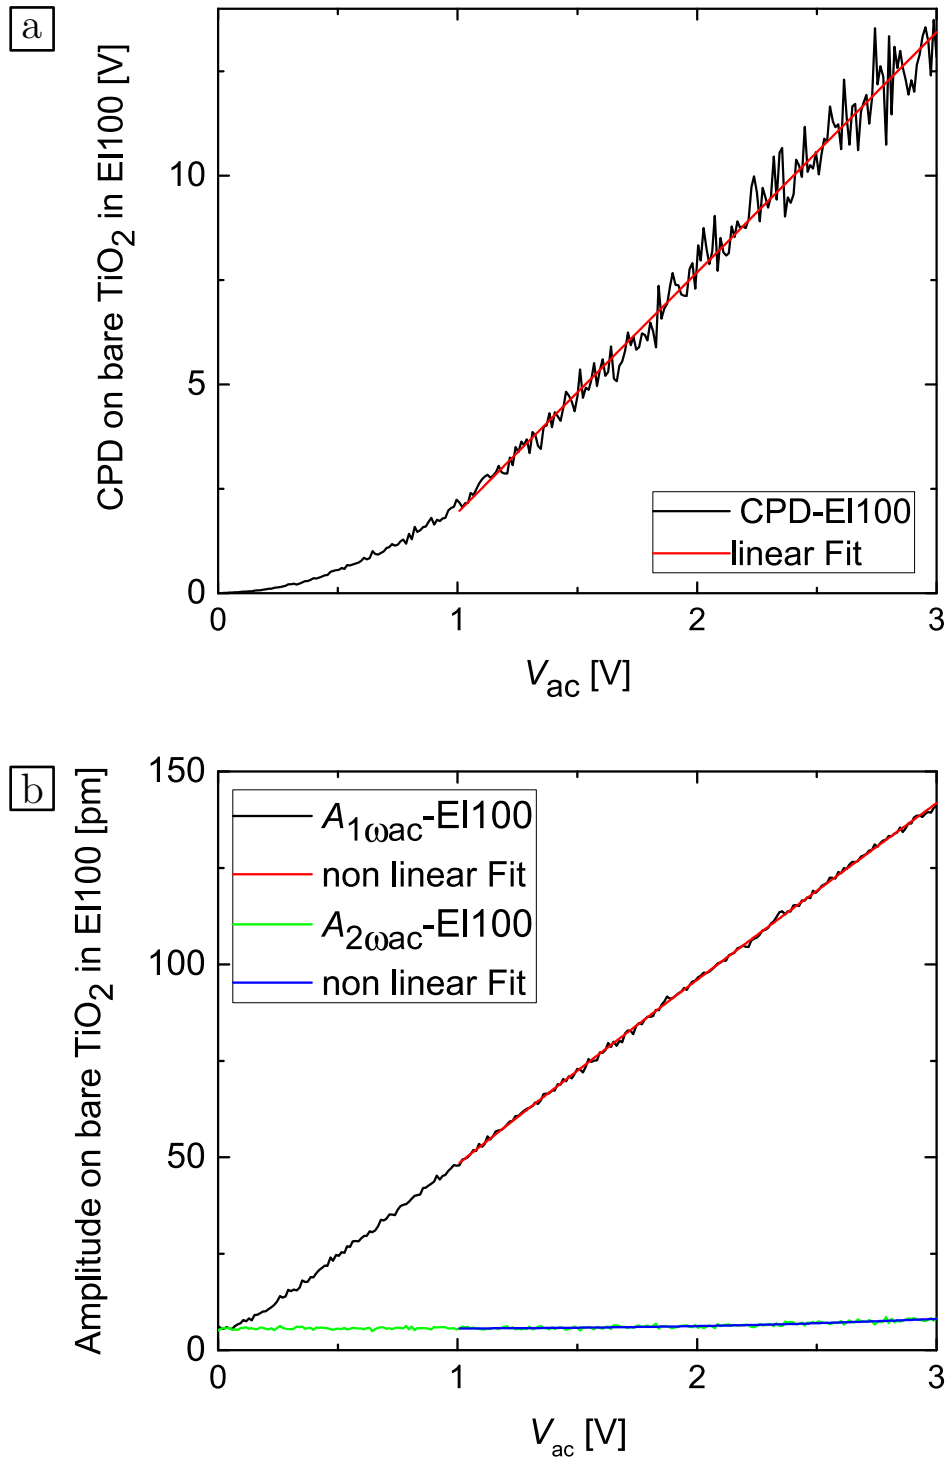 a
CPD on bare TiO2 in EI100 [V]
10
5
0
CPD-EI100
linear Fit
0 1 2 3
Vac [V]
b
Amplitude on bare TiO2 in EI100 [pm]
150
A1ωac-EI100
non linear Fit
A2ωac-EI100
non linear Fit
100
50
0
0 1 2 3
Vac [V]